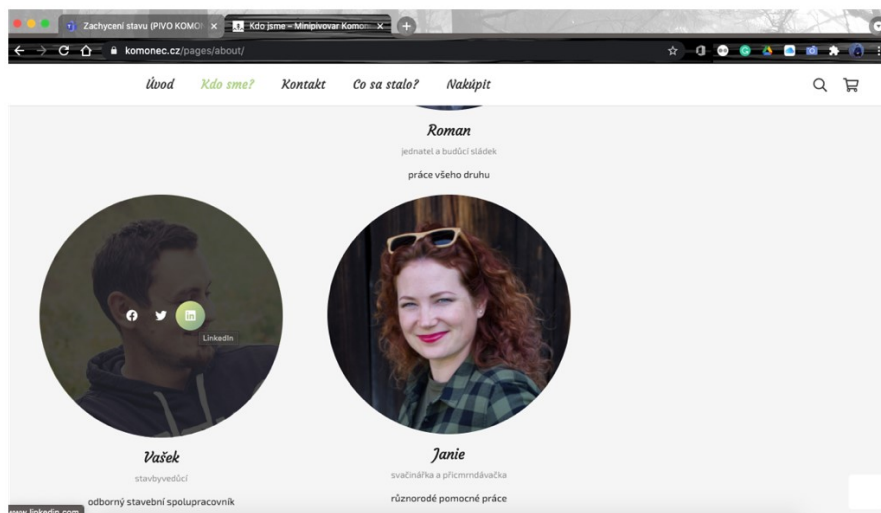 Zachycení stavu (PIVO KOMO
Kdo jsme – Minipivovar Komon
komonec.cz/pages/about/
Úvod Kdo sme? Kontakt Co sa stalo? Nakúpit
Roman
jednatel a budúcí sládek
práce všeho druhu
LinkedIn
Vašek
stavbyvedúcí
odborný stavební spolupracovník
Janie
svačinářka a přicmrndávačka
různorodé pomocné práce
www.linkedin.com